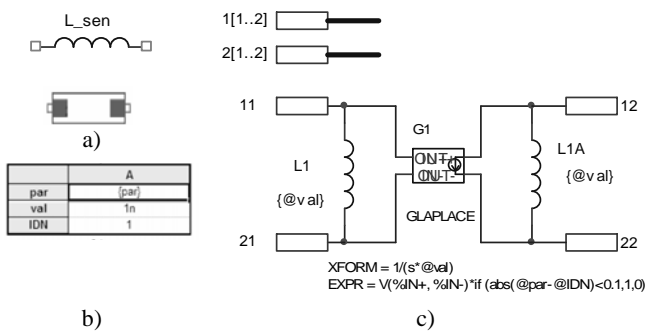 L_sen
a)
A
par {par}
val 1n
IDN 1
b)
1[1..2]
2[1..2]
11
12
G1
L1
L1A
{@val}
{@val}
GLAPLACE
21
22
XFORM = 1/(s*@val)
EXPR = V(%IN+, %IN-)*if (abs(@par-@IDN)<0.1,1,0)
c)